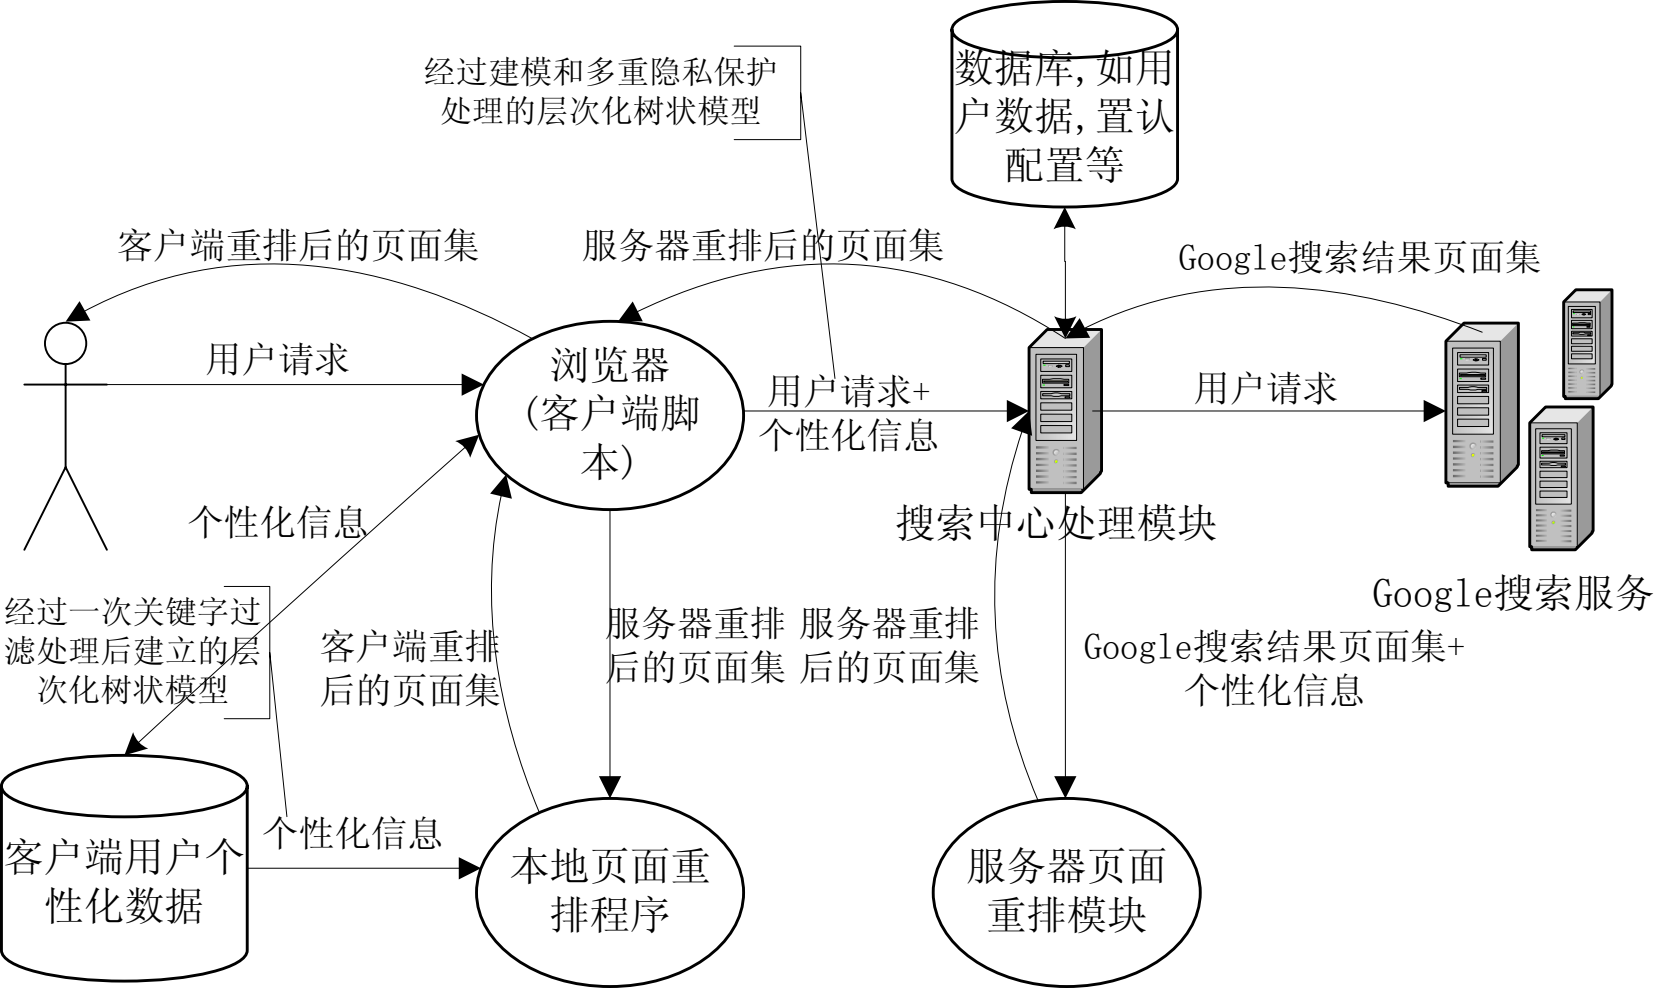 经过建模和多重隐私保护
处理的层次化树状模型
数据库,如用
户数据,置认
配置等
客户端重排后的页面集
服务器重排后的页面集
Google搜索结果页面集
用户请求
浏览器
(客户端脚
本)
用户请求+
个性化信息
用户请求
个性化信息
搜索中心处理模块
Google搜索服务
经过一次关键字过
滤处理后建立的层
次化树状模型
客户端重排
后的页面集
服务器重排
后的页面集
服务器重排
后的页面集
Google搜索结果页面集+
个性化信息
客户端用户个
性化数据
个性化信息
本地页面重
排程序
服务器页面
重排模块